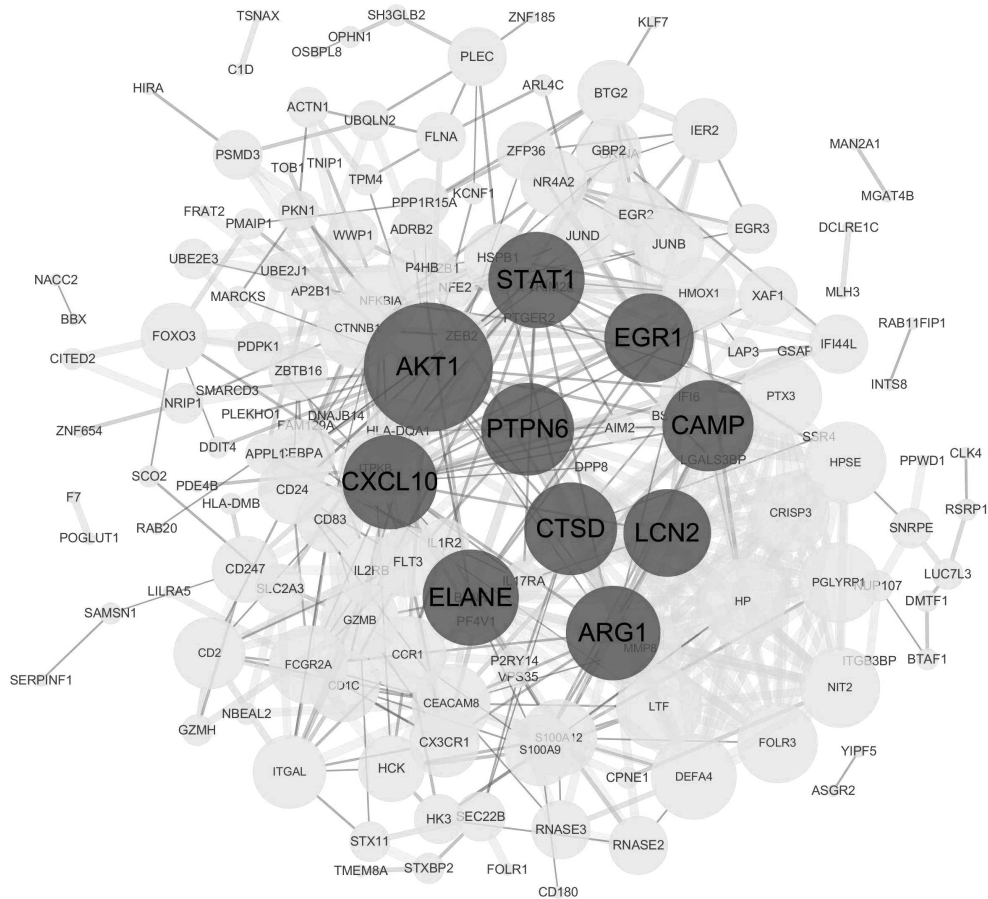 TSNAX
SH3GLB2
ZNF185
KLF7
OPHN1
OSBPL8
PLEC
C1D
HIRA
ARL4C
BTG2
ACTN1
UBQLN2
FLNA
IER2
PSMD3
TOB1
TNIP1
TPM4
ZFP36
GBP2
MAN2A1
NR4A2
MGAT4B
FRAT2
PKN1
PPP1R15A
KCNF1
EGR2
PMAIP1
WWP1
ADRB2
JUND
JUNB
EGR3
DCLRE1C
UBE2E3
UBE2J1
P4HB
HSPB1
NACC2
MARCKS
AP2B1
NFE2
STAT1
HMOX1
XAF1
MLH3
BBX
NFKBIA
PTGER2
RAB11FIP1
FOXO3
CTNNB1
ZEB2
EGR1
IFI44L
CITED2
PDPK1
LAP3
AKT1
ZBTB16
INTS8
SMARCD3
IFI6
PTX3
NRIP1
PLEKHO1
DNAJB14
ZNF654
FAM129A
HLA-DQA1
PTPN6
AIM2
CAMP
SSR4
DDIT4
APPL1
CEBPA
LGALS3BP
HPSE
PPWD1
CLK4
SCO2
PDE4B
CD24
ITPKB
CXCL10
DPP8
F7
HLA-DMB
RSRP1
POGLUT1
RAB20
CD83
CTSD
LCN2
CRISP3
SNRPE
IL1R2
CD247
FLT3
IL2RB
IL17RA
LUC7L3
LILRA5
SLC2A3
PGLYRP1
NUP107
SAMSN1
ELANE
HP
DMTF1
GZMB
PF4V1
ARG1
CD2
CCR1
MMP8
SERPINF1
FCGR2A
P2RY14
ITGB3BP
BTAF1
VPS35
CD1C
NIT2
NBEAL2
CEACAM8
LTF
GZMH
CX3CR1
S100A12
S100A9
FOLR3
YIPF5
ITGAL
HCK
CPNE1
DEFA4
ASGR2
HK3
SEC22B
RNASE3
STX11
RNASE2
TMEM8A
STXBP2
FOLR1
CD180